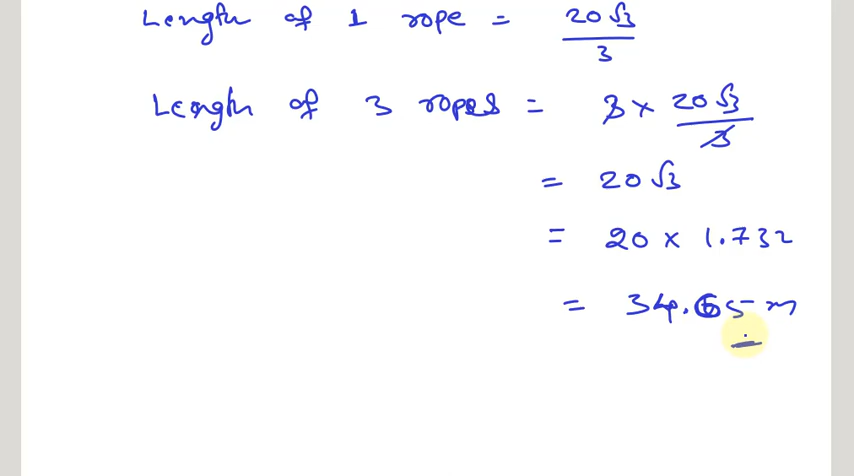 Length of 1 rope = 20√3/3
Length of 3 ropes = 3 × 20√3/3
= 20√3
= 20 × 1.732
= 34.65 m